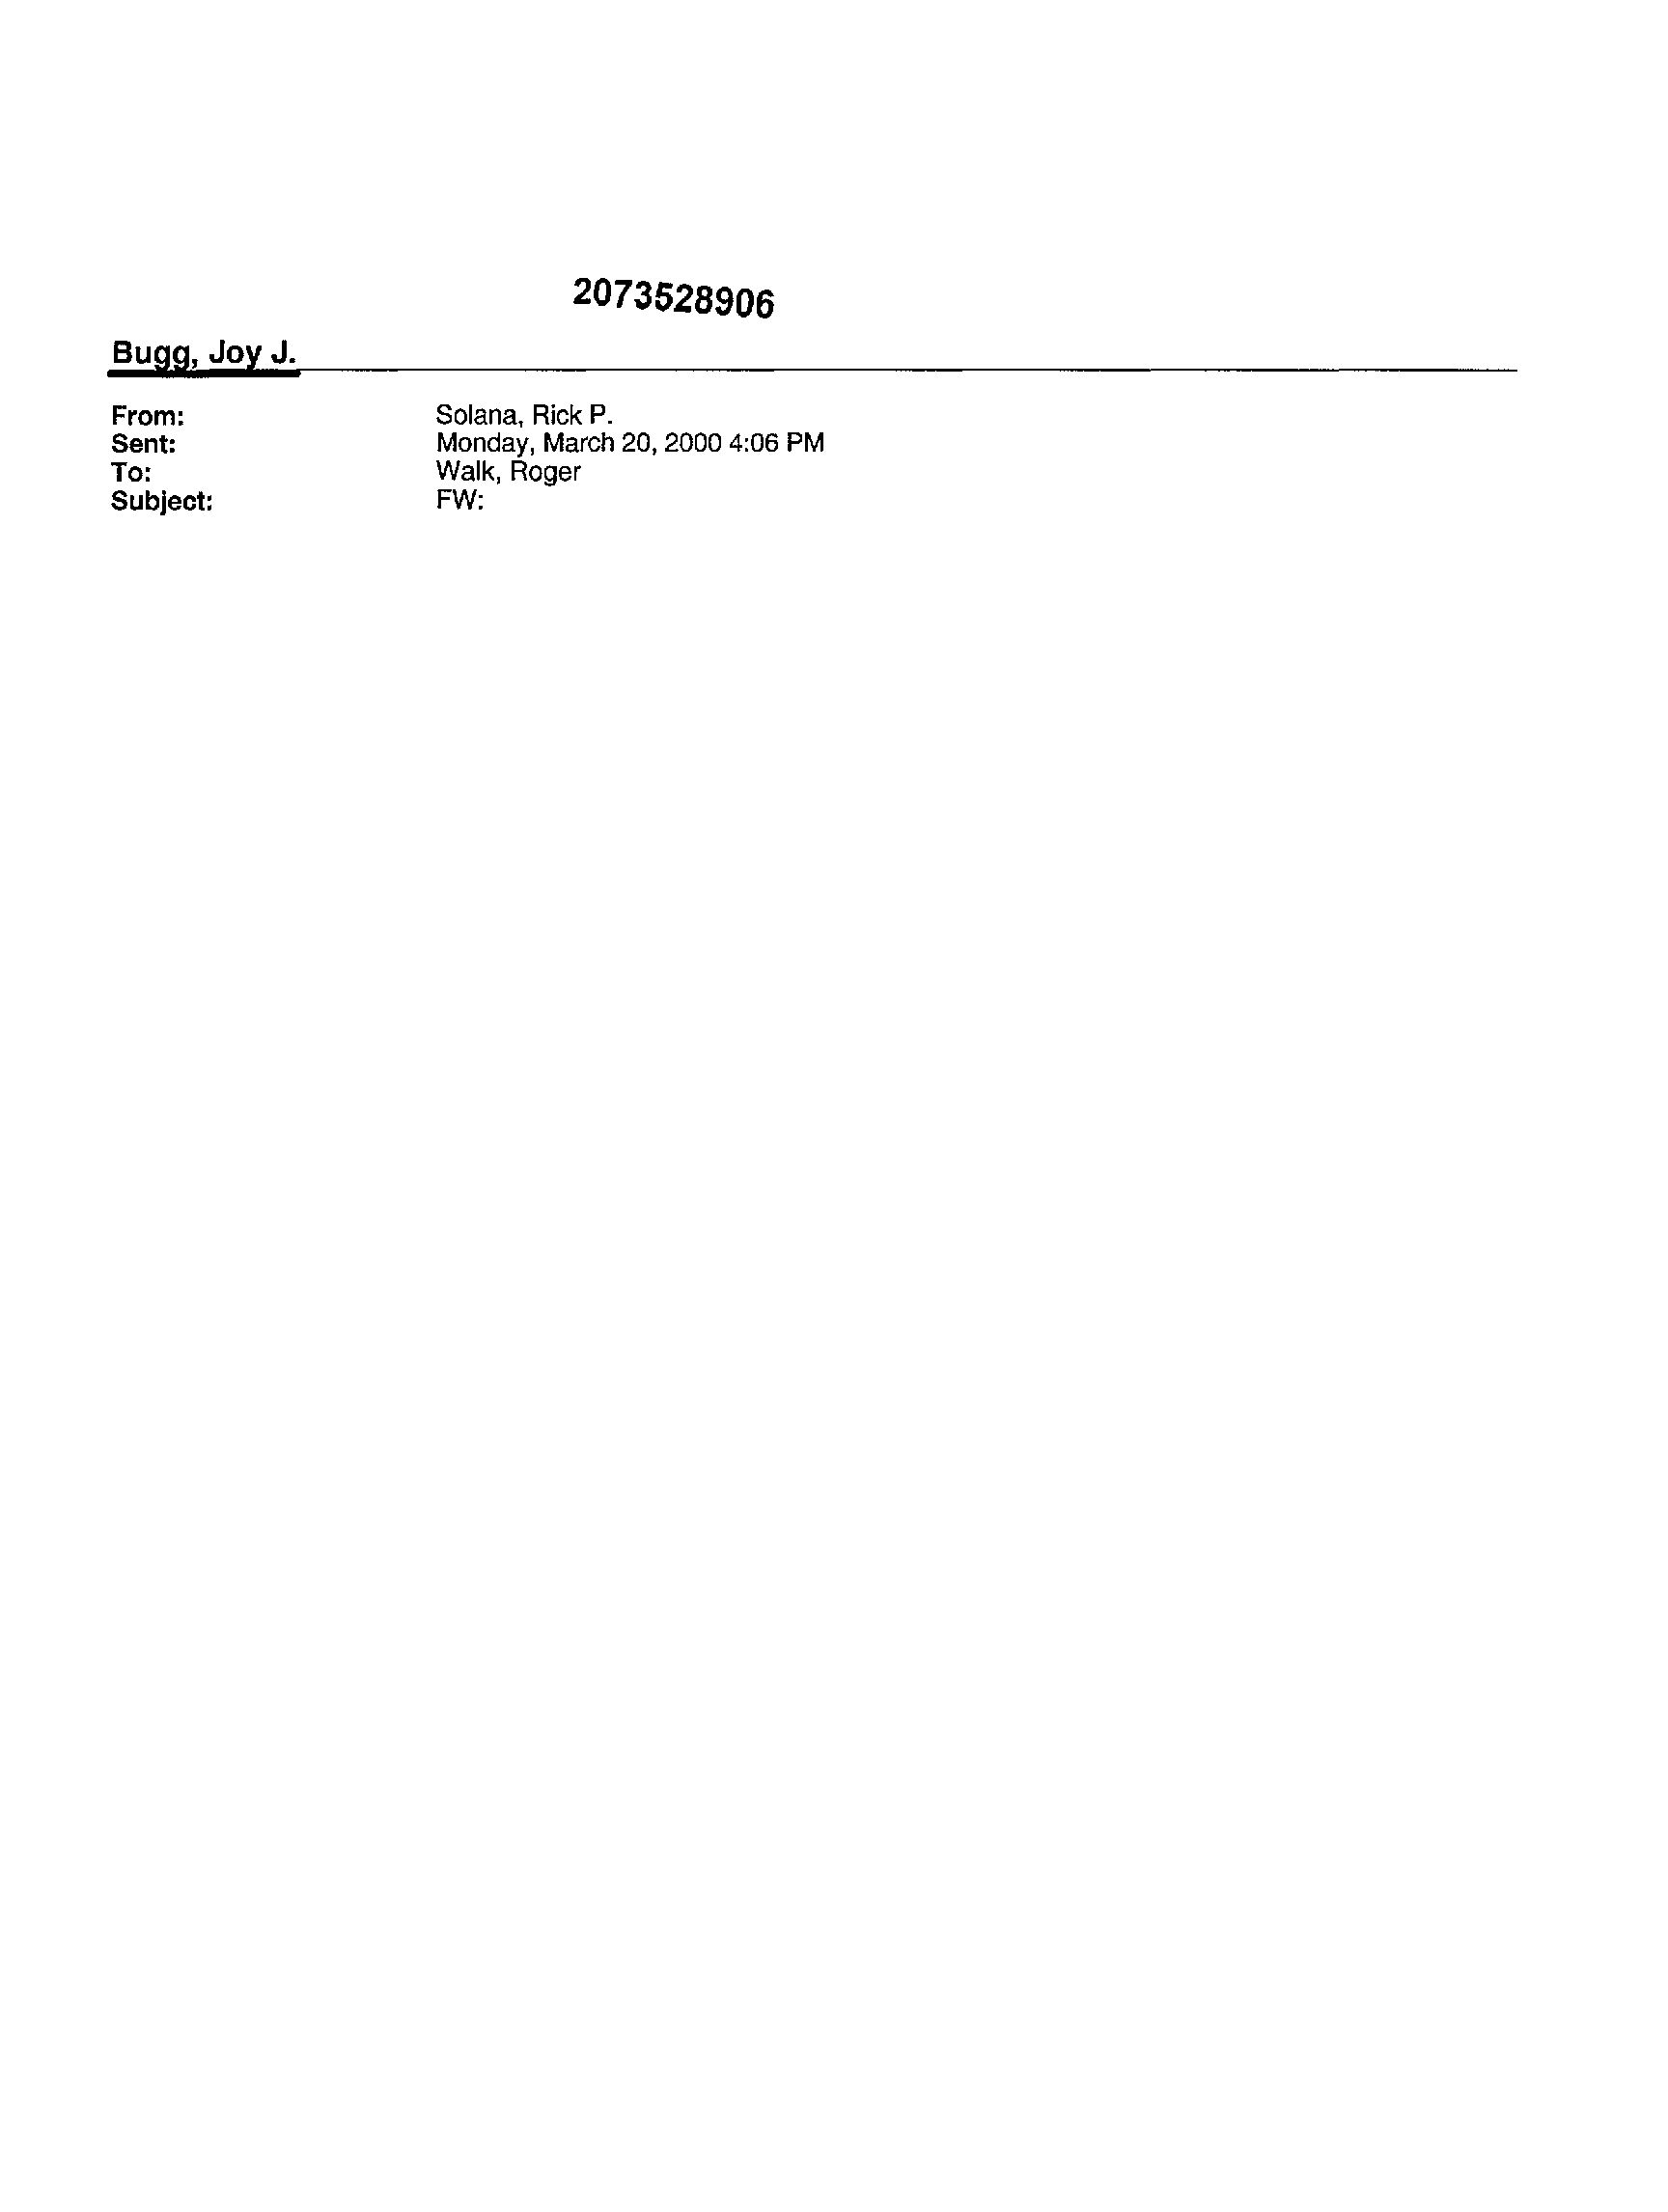 2073528906
Bugg, Joy J.
From: Solana, Rick P.
Sent: Monday, March 20, 2000 4:06 PM
To: Walk, Roger
Subject: FW: